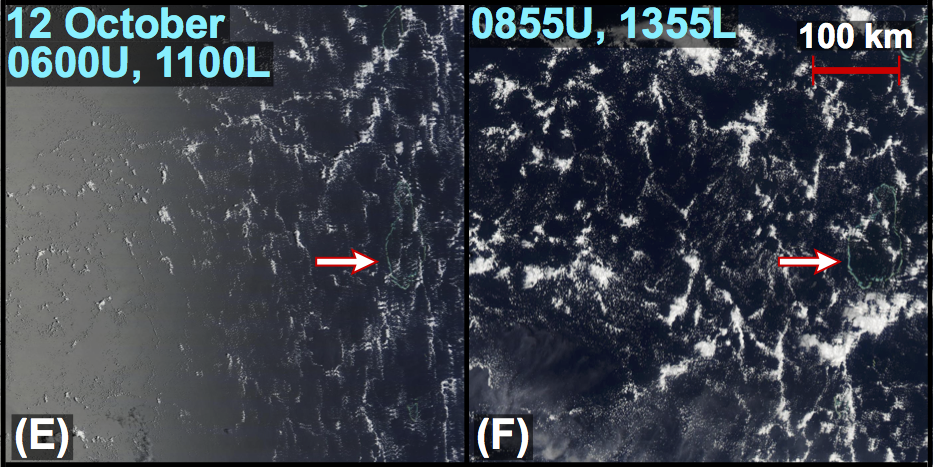 12 October
0600U, 1100L
0855U, 1355L
100 km
(E)
(F)